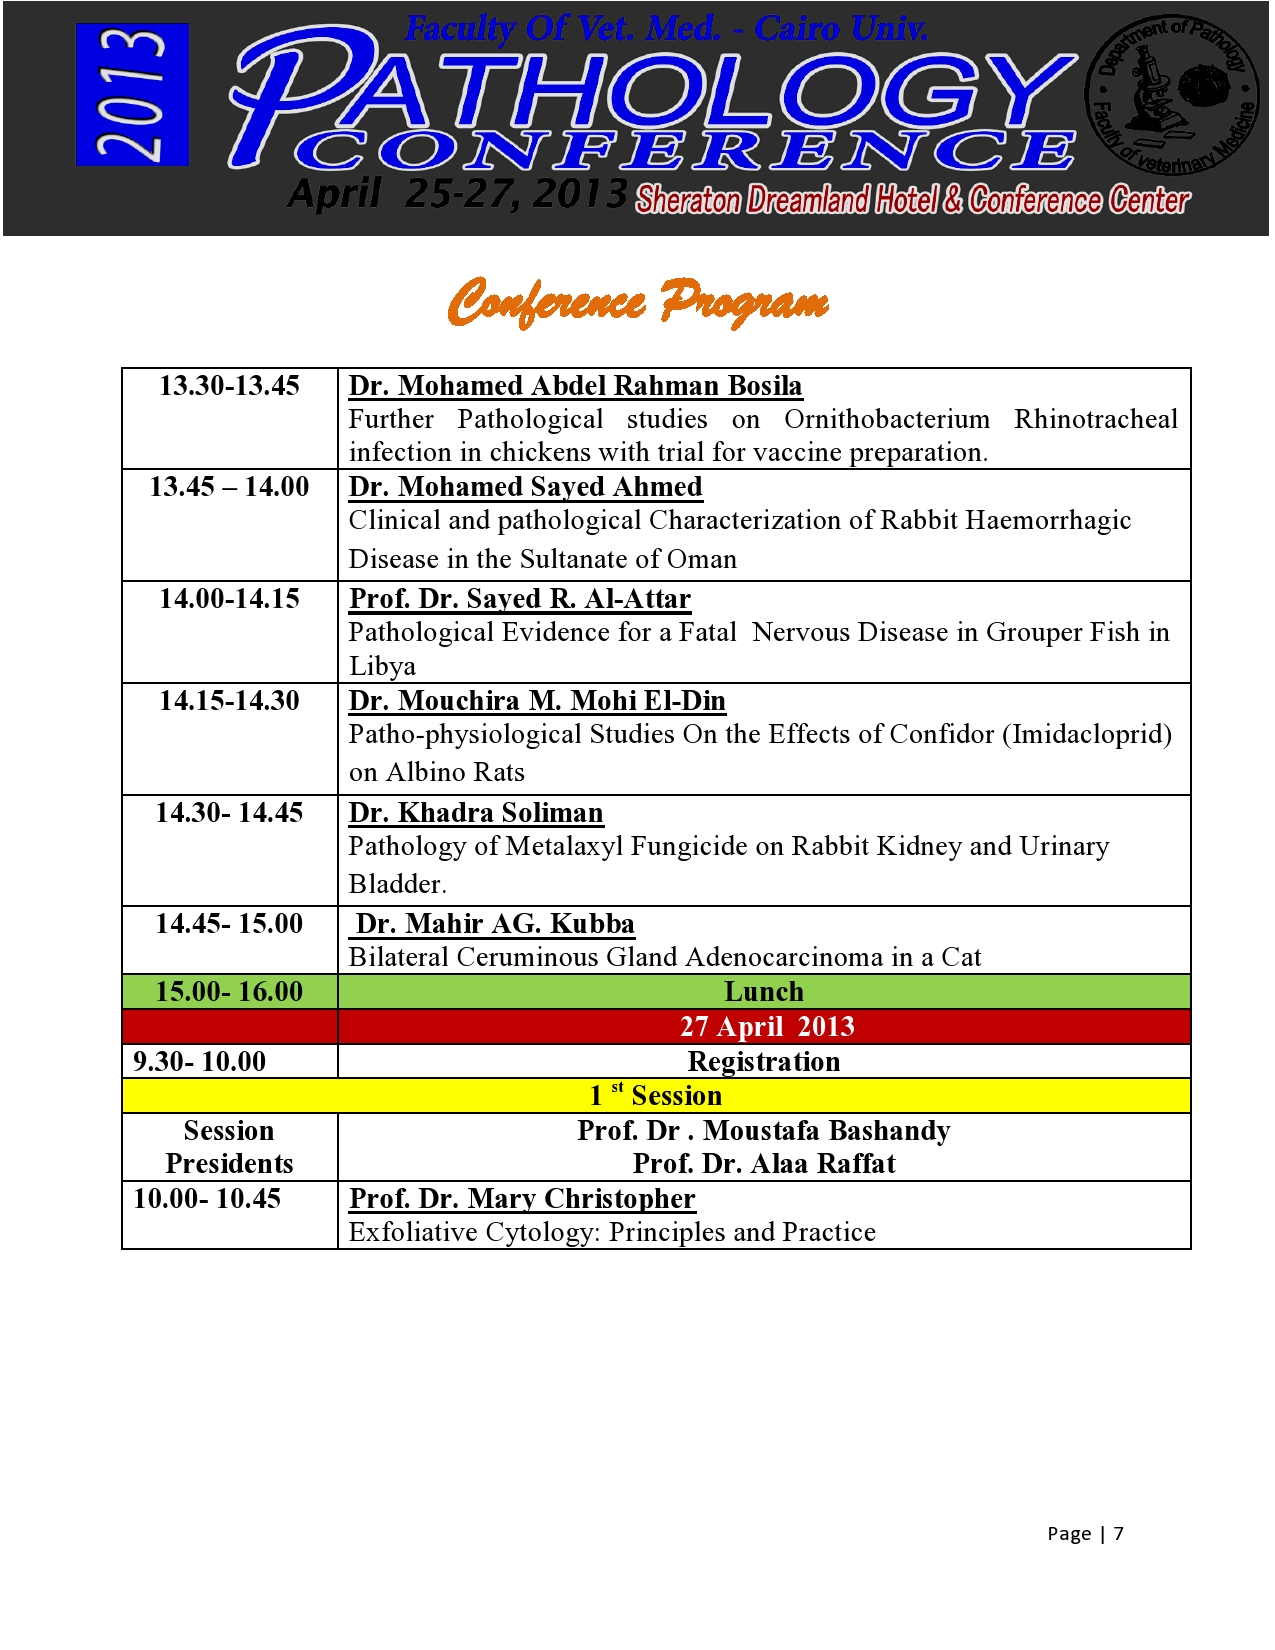 2013
Faculty Of Vet. Med. - Cairo Univ.
PATHOLOGY
CONFERENCE
April 25-27, 2013 Sheraton Dreamland Hotel & Conference Center
Department of Pathology
Faculty of veterinary Medicine
Conference Program
13.30-13.45
Dr. Mohamed Abdel Rahman Bosila
Further Pathological studies on Ornithobacterium Rhinotracheal
infection in chickens with trial for vaccine preparation.
13.45 – 14.00
Dr. Mohamed Sayed Ahmed
Clinical and pathological Characterization of Rabbit Haemorrhagic
Disease in the Sultanate of Oman
14.00-14.15
Prof. Dr. Sayed R. Al-Attar
Pathological Evidence for a Fatal Nervous Disease in Grouper Fish in
Libya
14.15-14.30
Dr. Mouchira M. Mohi El-Din
Patho-physiological Studies On the Effects of Confidor (Imidacloprid)
on Albino Rats
14.30- 14.45
Dr. Khadra Soliman
Pathology of Metalaxyl Fungicide on Rabbit Kidney and Urinary
Bladder.
14.45- 15.00
Dr. Mahir AG. Kubba
Bilateral Ceruminous Gland Adenocarcinoma in a Cat
15.00- 16.00 Lunch
27 April 2013
9.30- 10.00 Registration
1 st Session
Session
Presidents
Prof. Dr . Moustafa Bashandy
Prof. Dr. Alaa Raffat
10.00- 10.45
Prof. Dr. Mary Christopher
Exfoliative Cytology: Principles and Practice
Page | 7